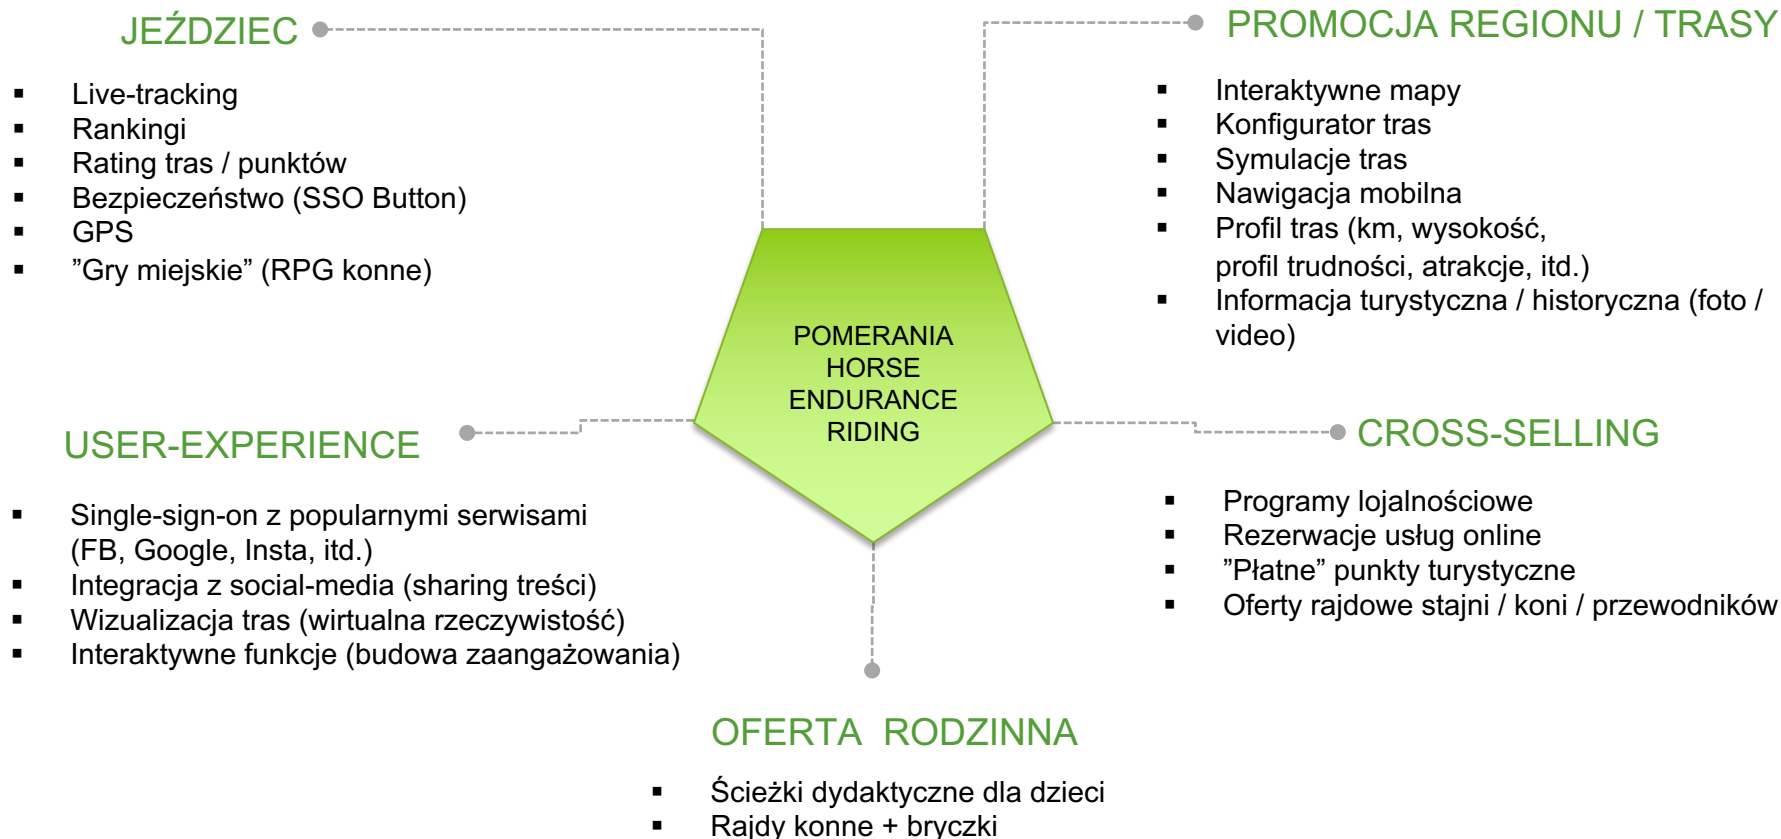 JEŹDZIEC
▪ Live-tracking
▪ Rankingi
▪ Rating tras / punktów
▪ Bezpieczeństwo (SSO Button)
▪ GPS
▪ ”Gry miejskie” (RPG konne)
PROMOCJA REGIONU / TRASY
▪ Interaktywne mapy
▪ Konfigurator tras
▪ Symulacje tras
▪ Nawigacja mobilna
▪ Profil tras (km, wysokość,
profil trudności, atrakcje, itd.)
▪ Informacja turystyczna / historyczna (foto /
video)
POMERANIA
HORSE
ENDURANCE
RIDING
USER-EXPERIENCE
▪ Single-sign-on z popularnymi serwisami
(FB, Google, Insta, itd.)
▪ Integracja z social-media (sharing treści)
▪ Wizualizacja tras (wirtualna rzeczywistość)
▪ Interaktywne funkcje (budowa zaangażowania)
CROSS-SELLING
▪ Programy lojalnościowe
▪ Rezerwacje usług online
▪ ”Płatne” punkty turystyczne
▪ Oferty rajdowe stajni / koni / przewodników
OFERTA RODZINNA
▪ Ścieżki dydaktyczne dla dzieci
▪ Rajdy konne + bryczki